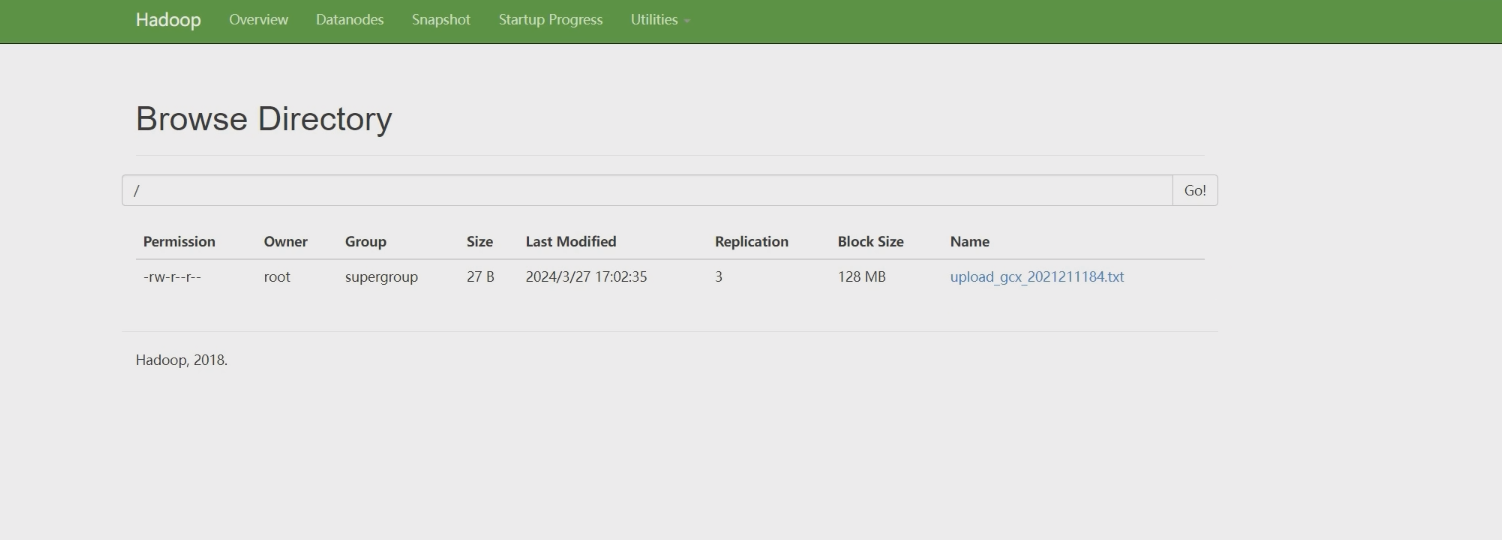 Hadoop Overview Datanodes Snapshot Startup Progress Utilities
Browse Directory
/ Go!
Permission Owner Group Size Last Modified Replication Block Size Name
-rw-r--r-- root supergroup 27 B 2024/3/27 17:02:35 3 128 MB upload_gcx_2021211184.txt
Hadoop, 2018.